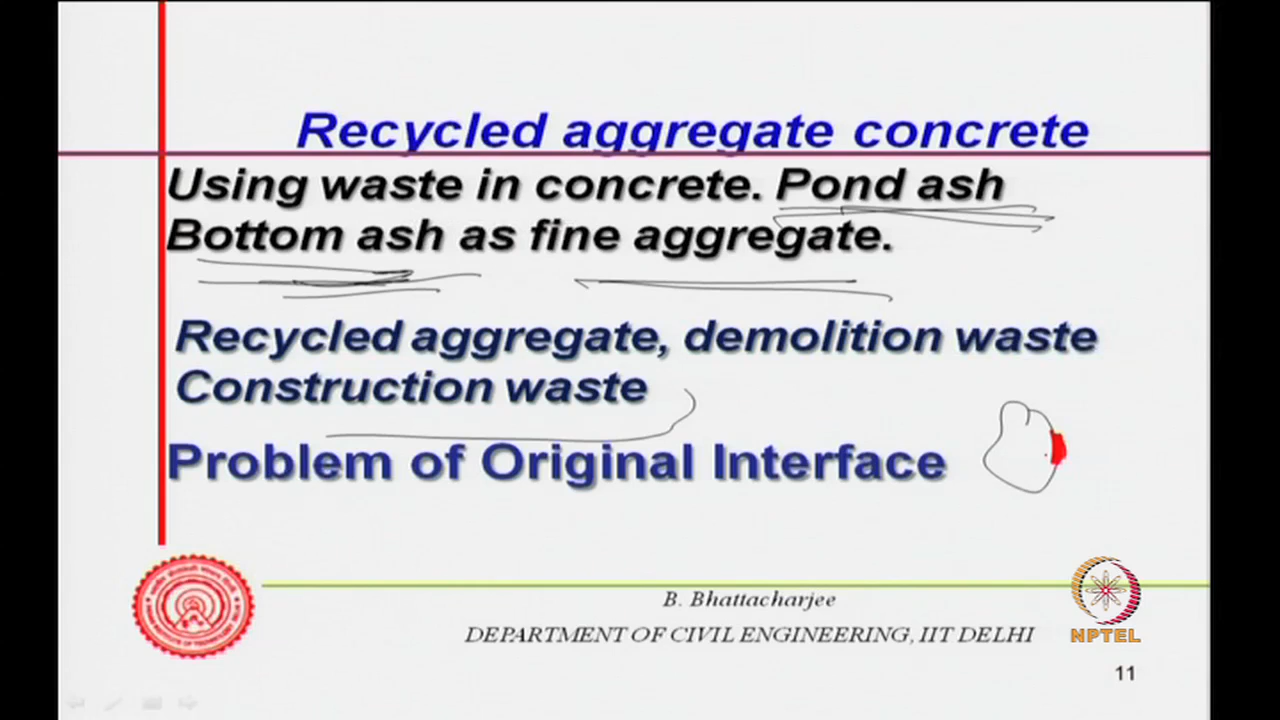 Recycled aggregate concrete
Using waste in concrete. Pond ash
Bottom ash as fine aggregate.
Recycled aggregate, demolition waste
Construction waste
Problem of Original Interface
B. Bhattacharjee
DEPARTMENT OF CIVIL ENGINEERING, IIT DELHI
NPTEL
11